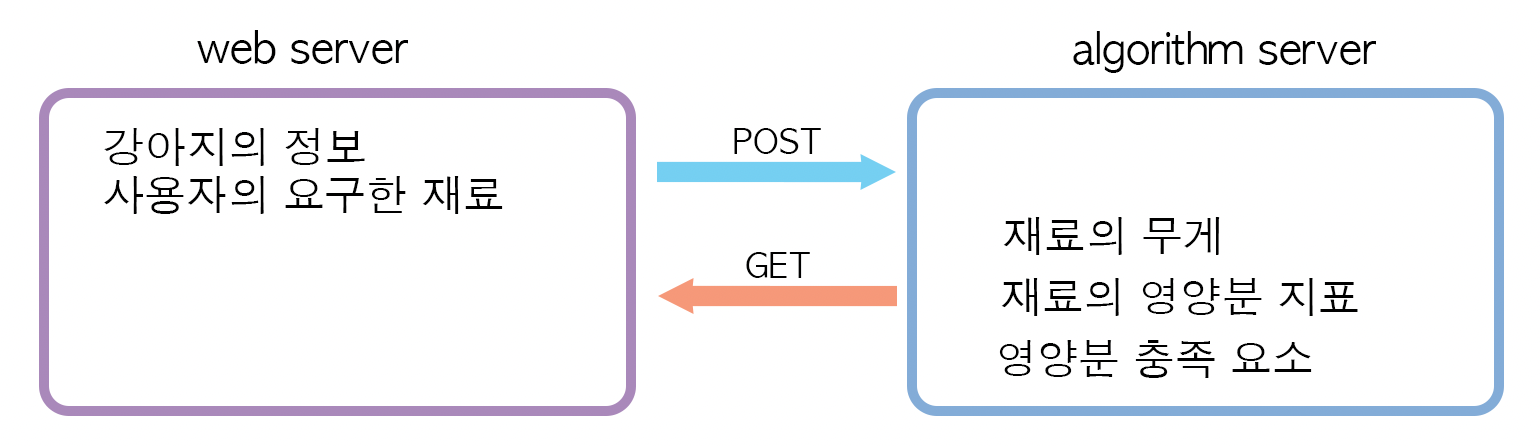 web server
algorithm server
강아지의 정보
사용자의 요구한 재료
POST
GET
재료의 무게
재료의 영양분 지표
영양분 충족 요소